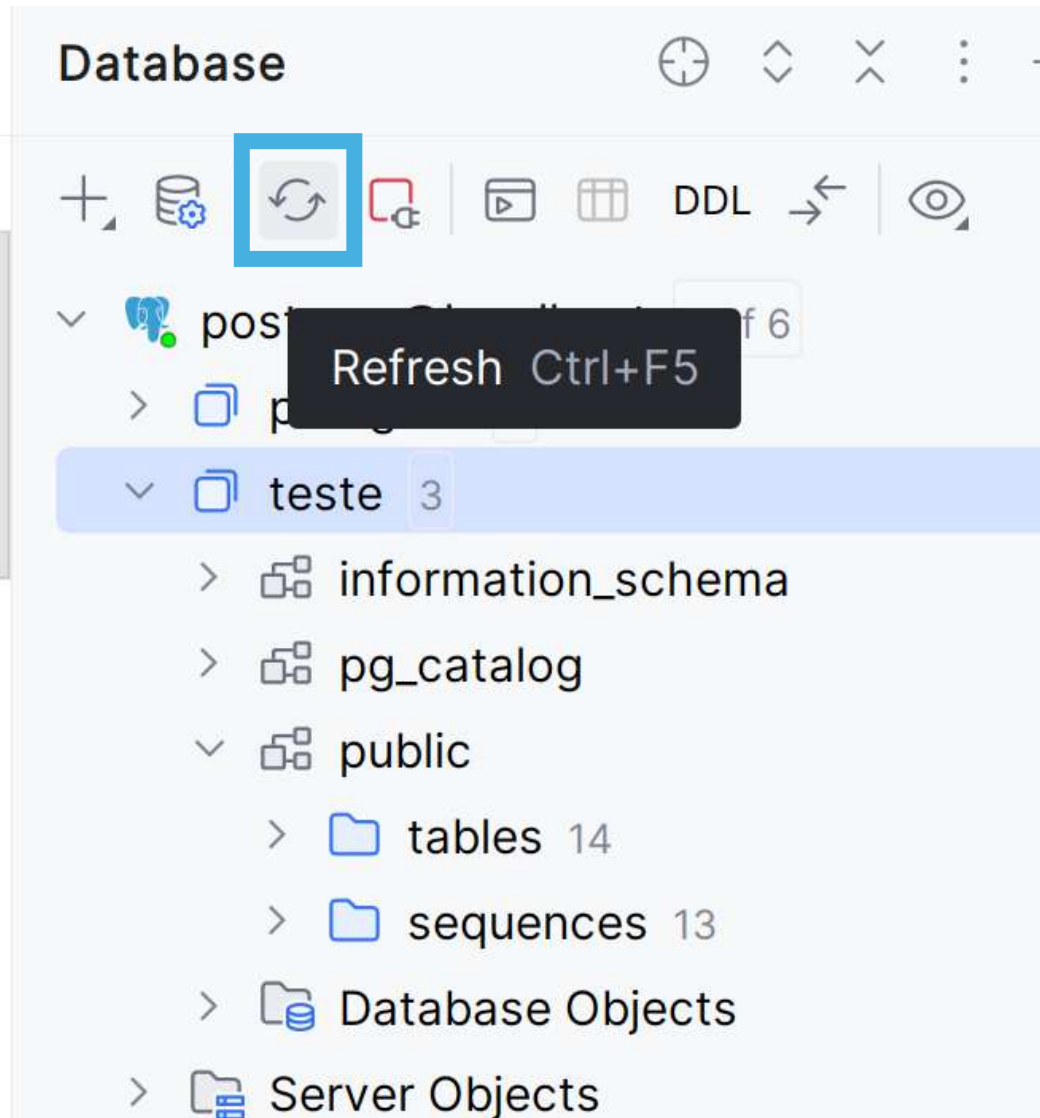 Database
DDL
f 6
Refresh Ctrl+F5
teste 3
information_schema
pg_catalog
public
tables 14
sequences 13
Database Objects
Server Objects